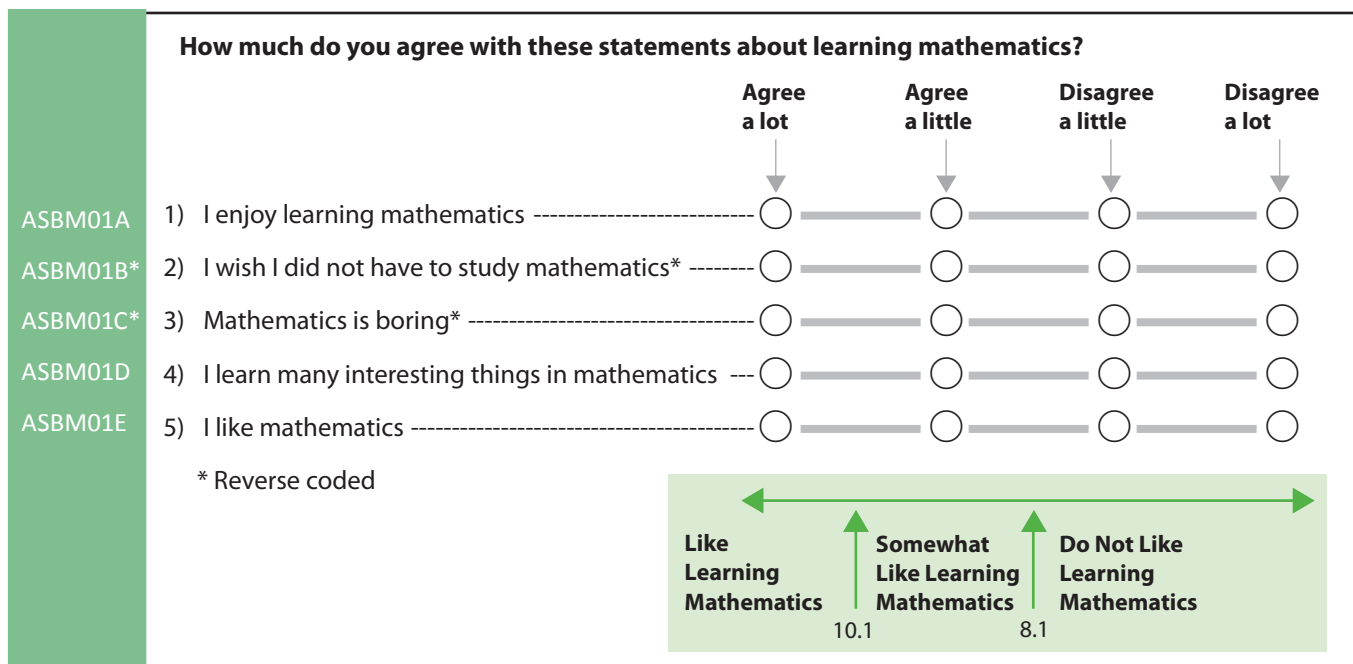 How much do you agree with these statements about learning mathematics?
Agree a lot
Agree a little
Disagree a little
Disagree a lot
ASBM01A 1) I enjoy learning mathematics
ASBM01B* 2) I wish I did not have to study mathematics*
ASBM01C* 3) Mathematics is boring*
ASBM01D 4) I learn many interesting things in mathematics
ASBM01E 5) I like mathematics
* Reverse coded
Like
Learning
Mathematics
Somewhat
Like Learning
Mathematics
Do Not Like
Learning
Mathematics
10.1
8.1